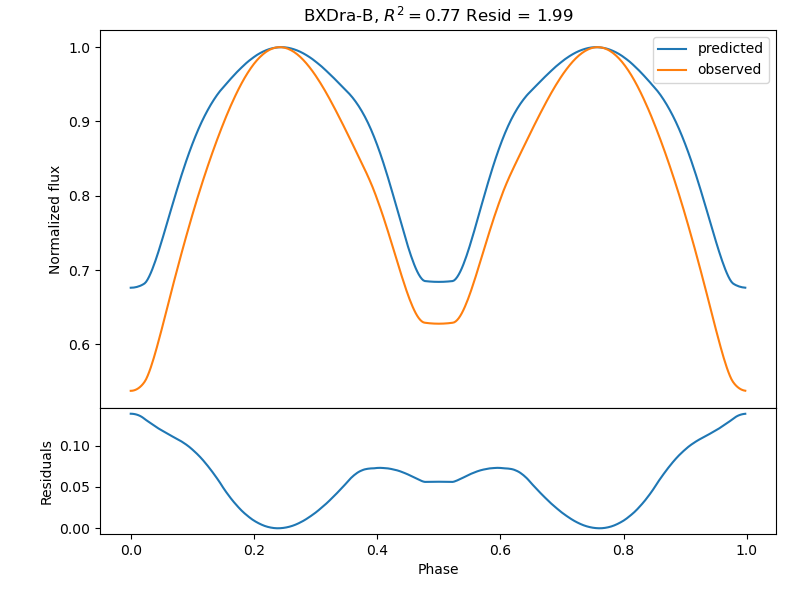 BXDra-B, R² = 0.77 Resid = 1.99
predicted
observed
Normalized flux
1.0
0.9
0.8
0.7
0.6
Residuals
0.10
0.05
0.00
0.0 0.2 0.4 0.6 0.8 1.0
Phase